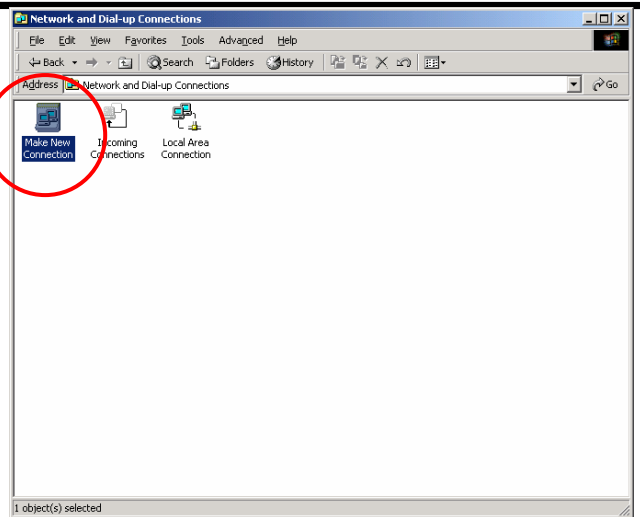 Network and Dial-up Connections
File Edit View Favorites Tools Advanced Help
Back Search Folders History
Address Network and Dial-up Connections Go
Make New Connection
Incoming Connections
Local Area Connection
1 object(s) selected